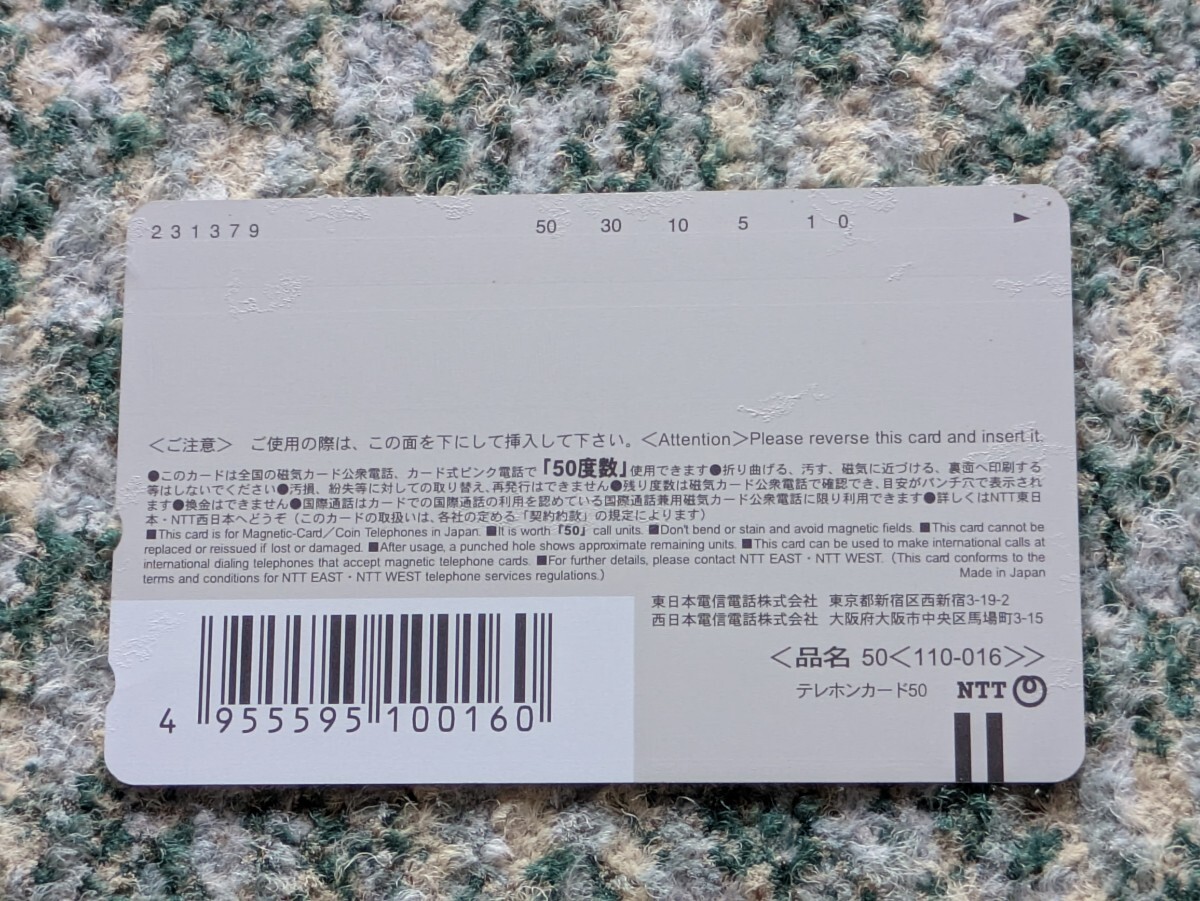 231379 50 30 10 5 1 0 ▶
＜ご注意＞ ご使用の際は、この面を下にして挿入して下さい。＜Attention＞Please reverse this card and insert it.
●このカードは全国の磁気カード公衆電話、カード式ピンク電話で「50度数」使用できます●折り曲げる、汚す、磁気に近づける、裏面へ印刷する
等はしないでください●汚損、紛失等に対しての取り替え、再発行はできません●残り度数は磁気カード公衆電話で確認でき、目安がパンチ穴で表示されま
す●換金はできません●国際通話はカードでの国際通話の利用を認めている国際通話兼用磁気カード公衆電話に限り利用できます●詳しくはNTT東日
本・NTT西日本へどうぞ（このカードの取扱いは、各社の定める「契約約款」の規定によります）
■This card is for Magnetic-Card／Coin Telephones in Japan. ■It is worth「50」call units. ■Don't bend or stain and avoid magnetic fields. ■This card cannot be
replaced or reissued if lost or damaged. ■After usage, a punched hole shows approximate remaining units. ■This card can be used to make international calls at
international dialing telephones that accept magnetic telephone cards. ■For further details, please contact NTT EAST・NTT WEST. (This card conforms to the
terms and conditions for NTT EAST・NTT WEST telephone services regulations.)
Made in Japan
東日本電信電話株式会社 東京都新宿区西新宿3-19-2
西日本電信電話株式会社 大阪府大阪市中央区馬場町3-15
＜品名 50＜110-016＞＞
テレホンカード50 NTT
4 955595 100160